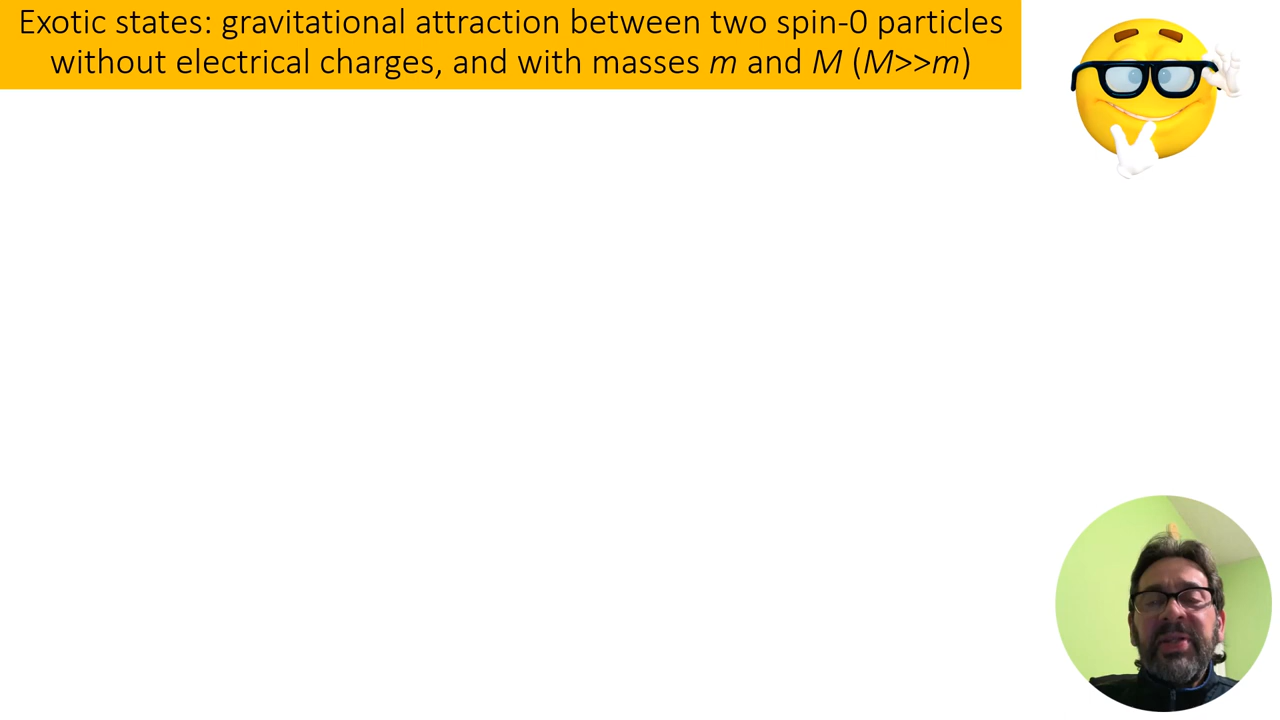 Exotic states: gravitational attraction between two spin-0 particles
without electrical charges, and with masses m and M (M>>m)